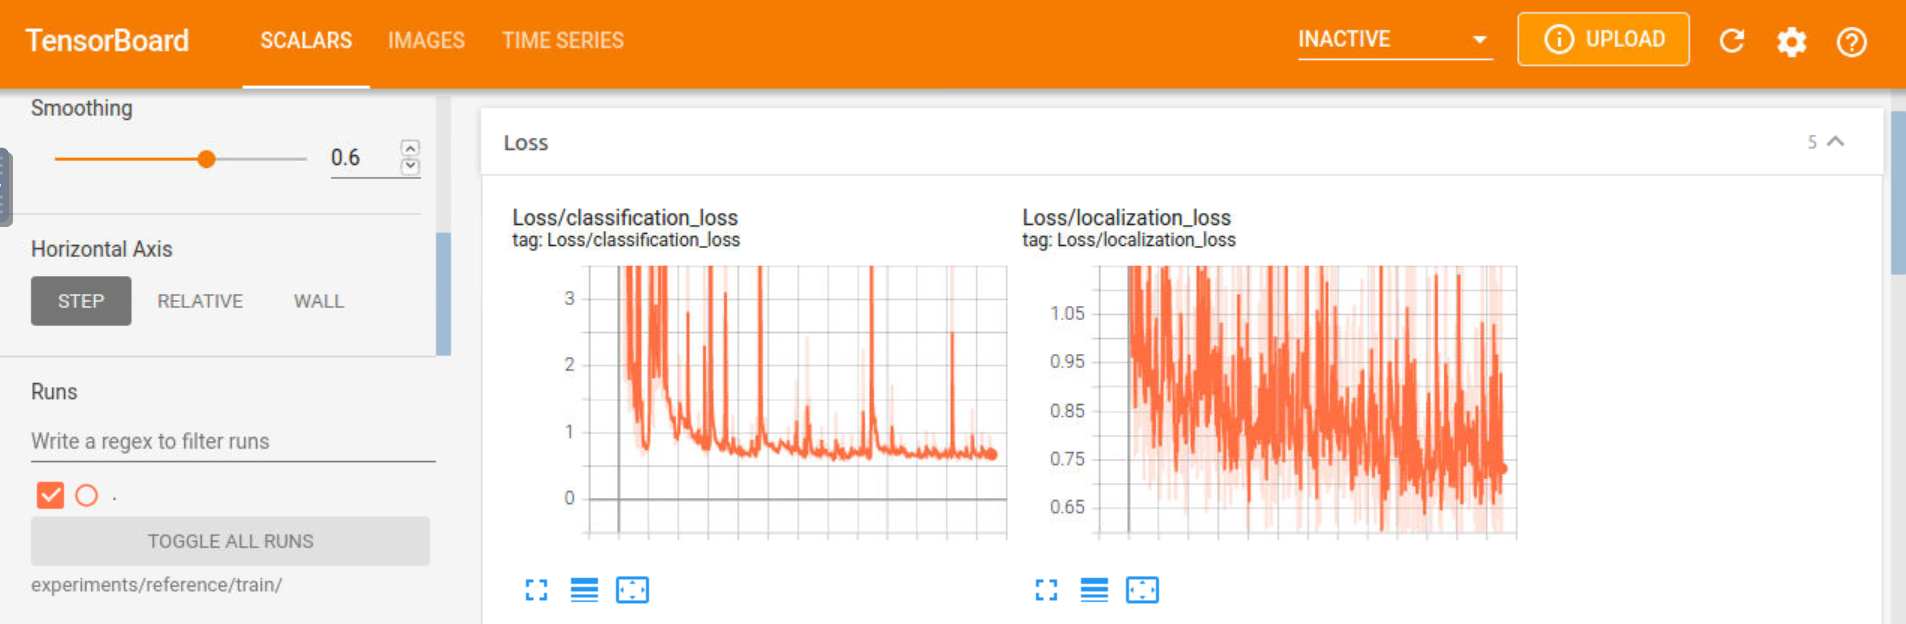 TensorBoard SCALARS IMAGES TIME SERIES INACTIVE UPLOAD
Smoothing
0.6
Horizontal Axis
STEP RELATIVE WALL
Runs
Write a regex to filter runs
.
TOGGLE ALL RUNS
experiments/reference/train/
Loss 5
Loss/classification_loss
tag: Loss/classification_loss
3
2
1
0
Loss/localization_loss
tag: Loss/localization_loss
1.05
0.95
0.85
0.75
0.65